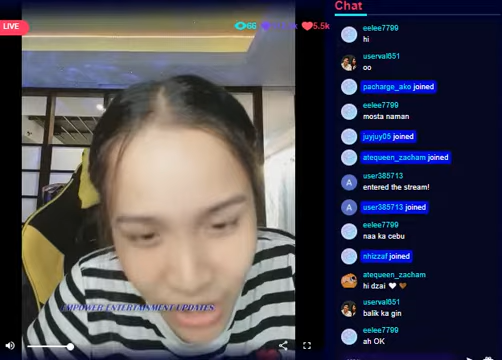 LIVE
66
5.5k
EMPOWER ENTERTAINMENT UPDATES
Chat
eelee7799
hi
userval651
oo
pacharge_ako joined
eelee7799
mosta naman
juyjuy05 joined
atequeen_zacham joined
A
user385713
entered the stream!
A
user385713 joined
eelee7799
naa ka cebu
nhizzaf joined
atequeen_zacham
hi dzai 🤍 🤎
userval651
balik ka gin
eelee7799
ah OK